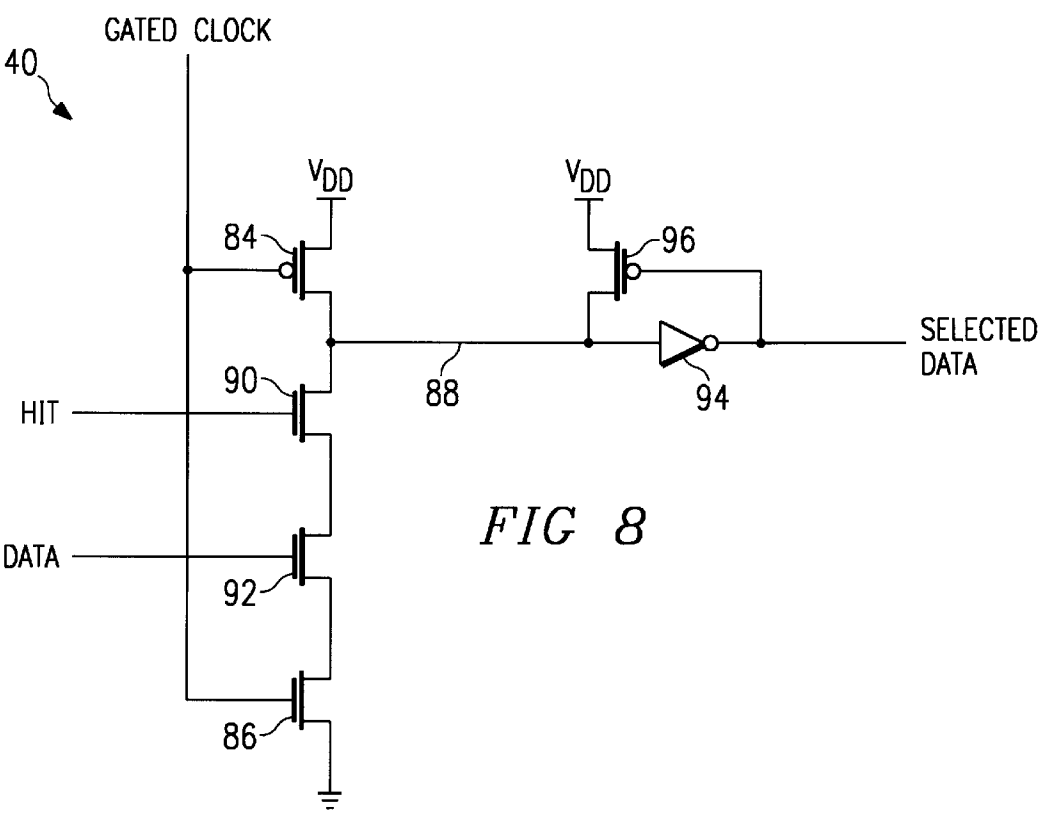 GATED CLOCK
40
VDD
VDD
84
96
SELECTED
DATA
90
88
94
HIT
FIG 8
DATA
92
86